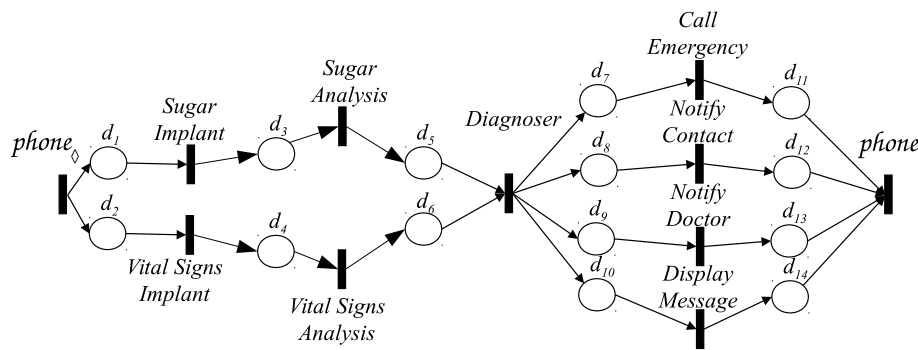 Call
Emergency
Sugar
Analysis
d7
d11
Sugar
Implant
d3
Notify
Contact
Diagnoser
phone◊
d1
d5
d8
d12
phone
d2
d4
d6
Notify
Doctor
d9
d13
Vital Signs
Implant
d10
Display
Message
d14
Vital Signs
Analysis